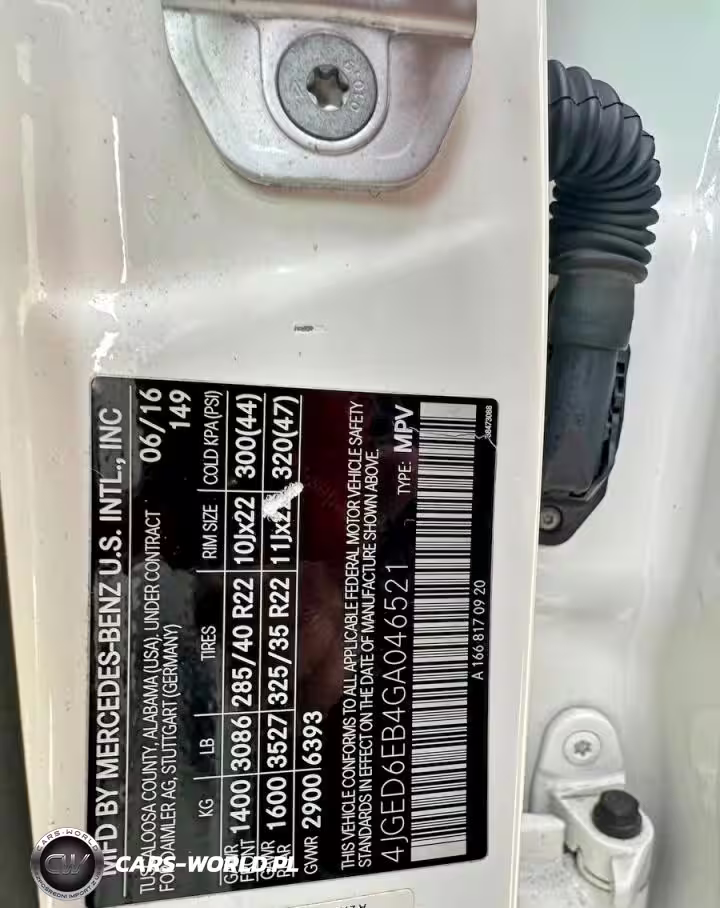 MFD BY MERCEDES-BENZ U.S. INTL., INC
TUSCALOOSA COUNTY, ALABAMA (USA), UNDER CONTRACT 06/16
FOR DAIMLER AG, STUTTGART (GERMANY) 149
KG LB TIRES RIM SIZE COLD KPA (PSI)
GAWR FRONT 1400 3086 285/40 R22 10Jx22 300(44)
GAWR REAR 1600 3527 325/35 R22 11Jx22 320(47)
GVWR 2900 6393
THIS VEHICLE CONFORMS TO ALL APPLICABLE FEDERAL MOTOR VEHICLE SAFETY
STANDARDS IN EFFECT ON THE DATE OF MANUFACTURE SHOWN ABOVE.
4JGED6EB4GA046521 TYPE: MPV
A 166 817 09 20
CARS-WORLD
CW
CARS-WORLD.PL